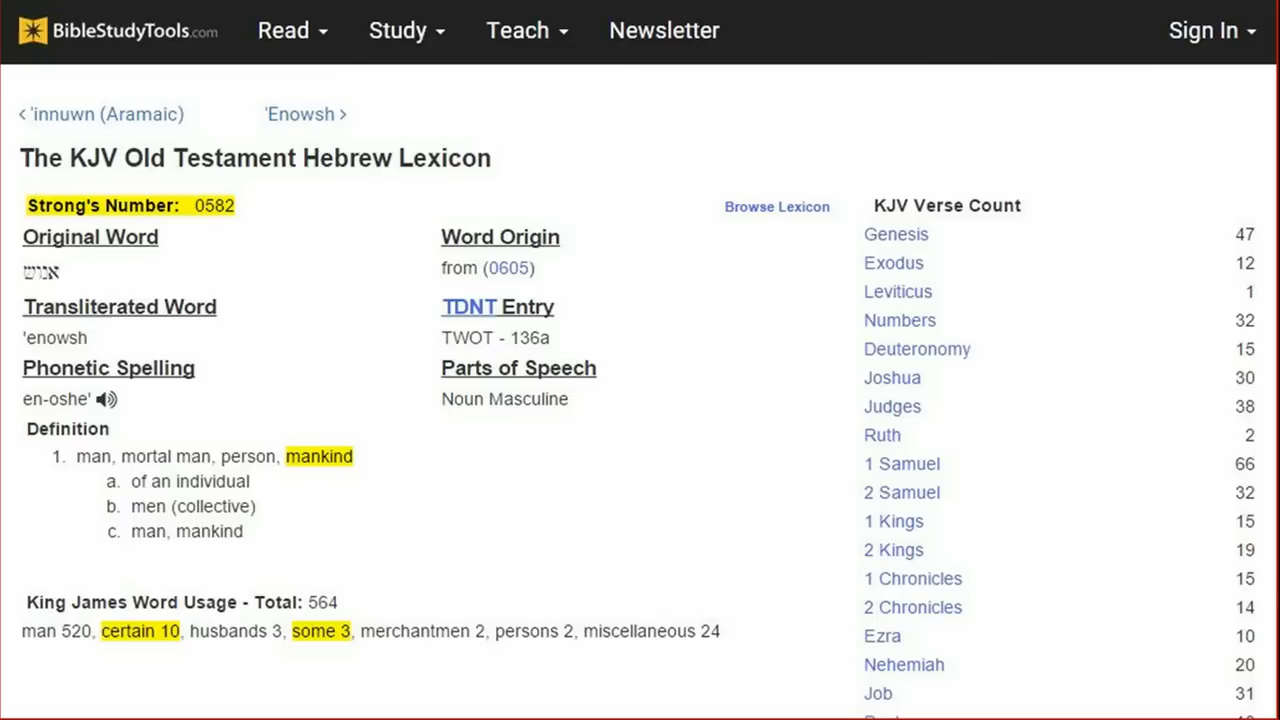 BibleStudyTools.com Read Study Teach Newsletter Sign In
< 'innuwn (Aramaic) 'Enowsh >
The KJV Old Testament Hebrew Lexicon
Strong's Number: 0582
Browse Lexicon
Original Word
אנוש
Word Origin
from (0605)
Transliterated Word
'enowsh
TDNT Entry
TWOT - 136a
Phonetic Spelling
en-oshe'
Parts of Speech
Noun Masculine
Definition
1. man, mortal man, person, mankind
a. of an individual
b. men (collective)
c. man, mankind
King James Word Usage - Total: 564
man 520, certain 10, husbands 3, some 3, merchantmen 2, persons 2, miscellaneous 24
KJV Verse Count
Genesis 47
Exodus 12
Leviticus 1
Numbers 32
Deuteronomy 15
Joshua 30
Judges 38
Ruth 2
1 Samuel 66
2 Samuel 32
1 Kings 15
2 Kings 19
1 Chronicles 15
2 Chronicles 14
Ezra 10
Nehemiah 20
Job 31